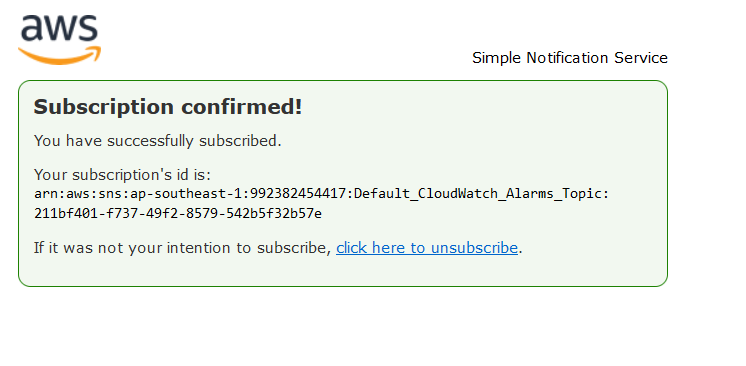 aws
Simple Notification Service
Subscription confirmed!
You have successfully subscribed.
Your subscription's id is:
arn:aws:sns:ap-southeast-1:992382454417:Default_CloudWatch_Alarms_Topic:
211bf401-f737-49f2-8579-542b5f32b57e
If it was not your intention to subscribe, click here to unsubscribe.